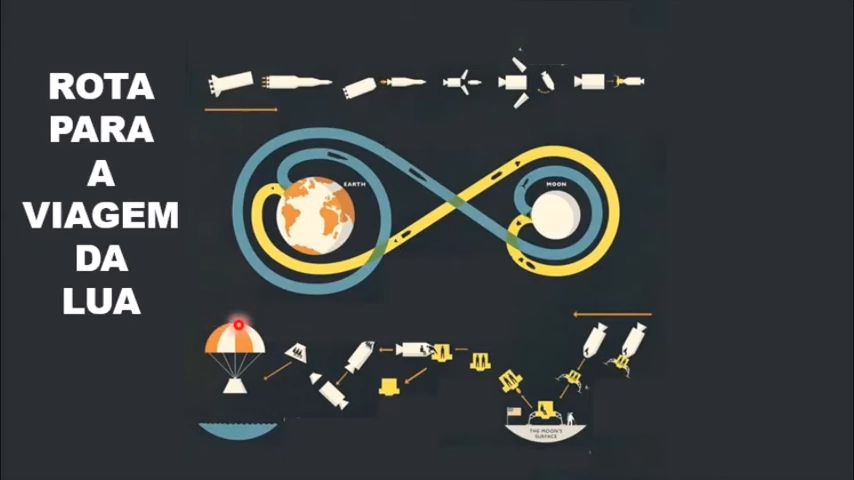 ROTA
PARA
A
VIAGEM
DA
LUA
EARTH
MOON
THE MOON'S
SURFACE